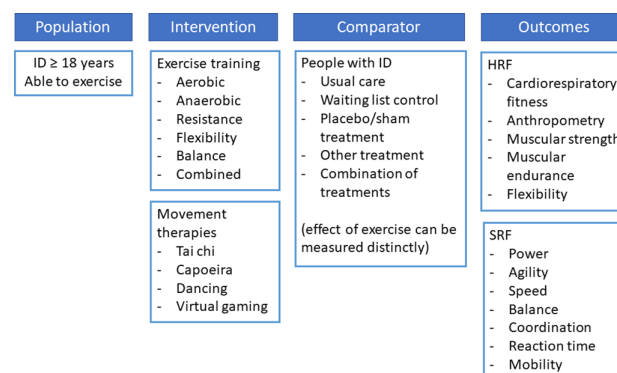 Population
ID ≥ 18 years
Able to exercise
Intervention
Exercise training
- Aerobic
- Anaerobic
- Resistance
- Flexibility
- Balance
- Combined
Movement
therapies
- Tai chi
- Capoeira
- Dancing
- Virtual gaming
Comparator
People with ID
- Usual care
- Waiting list control
- Placebo/sham
treatment
- Other treatment
- Combination of
treatments
(effect of exercise can be
measured distinctly)
Outcomes
HRF
- Cardiorespiratory
fitness
- Anthropometry
- Muscular strength
- Muscular
endurance
- Flexibility
SRF
- Power
- Agility
- Speed
- Balance
- Coordination
- Reaction time
- Mobility